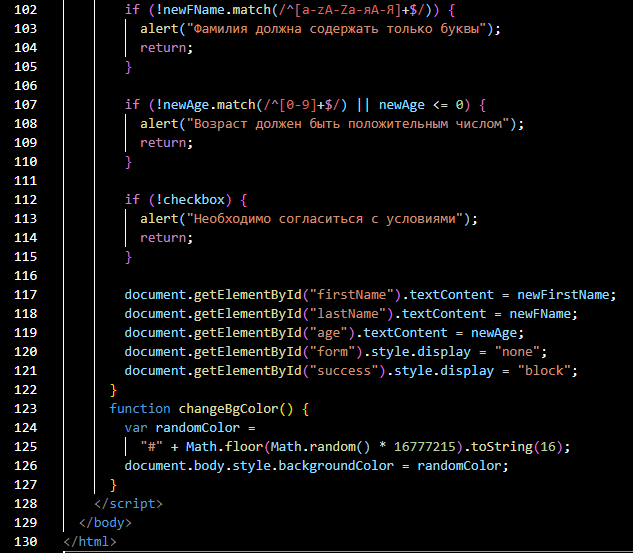 102 if (!newFName.match(/^[a-zA-Zа-яА-Я]+$/)) {
103 alert("Фамилия должна содержать только буквы");
104 return;
105 }
106
107 if (!newAge.match(/^[0-9]+$/) || newAge <= 0) {
108 alert("Возраст должен быть положительным числом");
109 return;
110 }
111
112 if (!checkbox) {
113 alert("Необходимо согласиться с условиями");
114 return;
115 }
116
117 document.getElementById("firstName").textContent = newFirstName;
118 document.getElementById("lastName").textContent = newFName;
119 document.getElementById("age").textContent = newAge;
120 document.getElementById("form").style.display = "none";
121 document.getElementById("success").style.display = "block";
122 }
123 function changeBgColor() {
124 var randomColor =
125 "#" + Math.floor(Math.random() * 16777215).toString(16);
126 document.body.style.backgroundColor = randomColor;
127 }
128 </script>
129 </body>
130 </html>